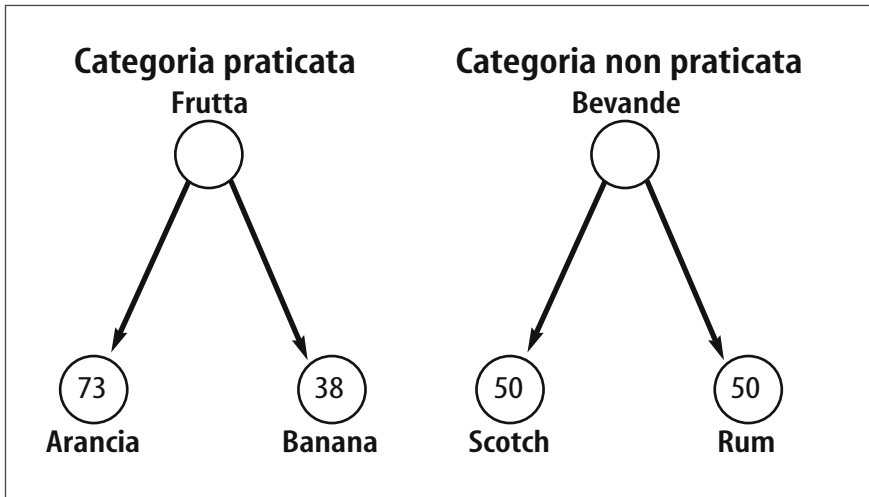 Categoria praticata
Frutta
73
Arancia
38
Banana
Categoria non praticata
Bevande
50
Scotch
50
Rum